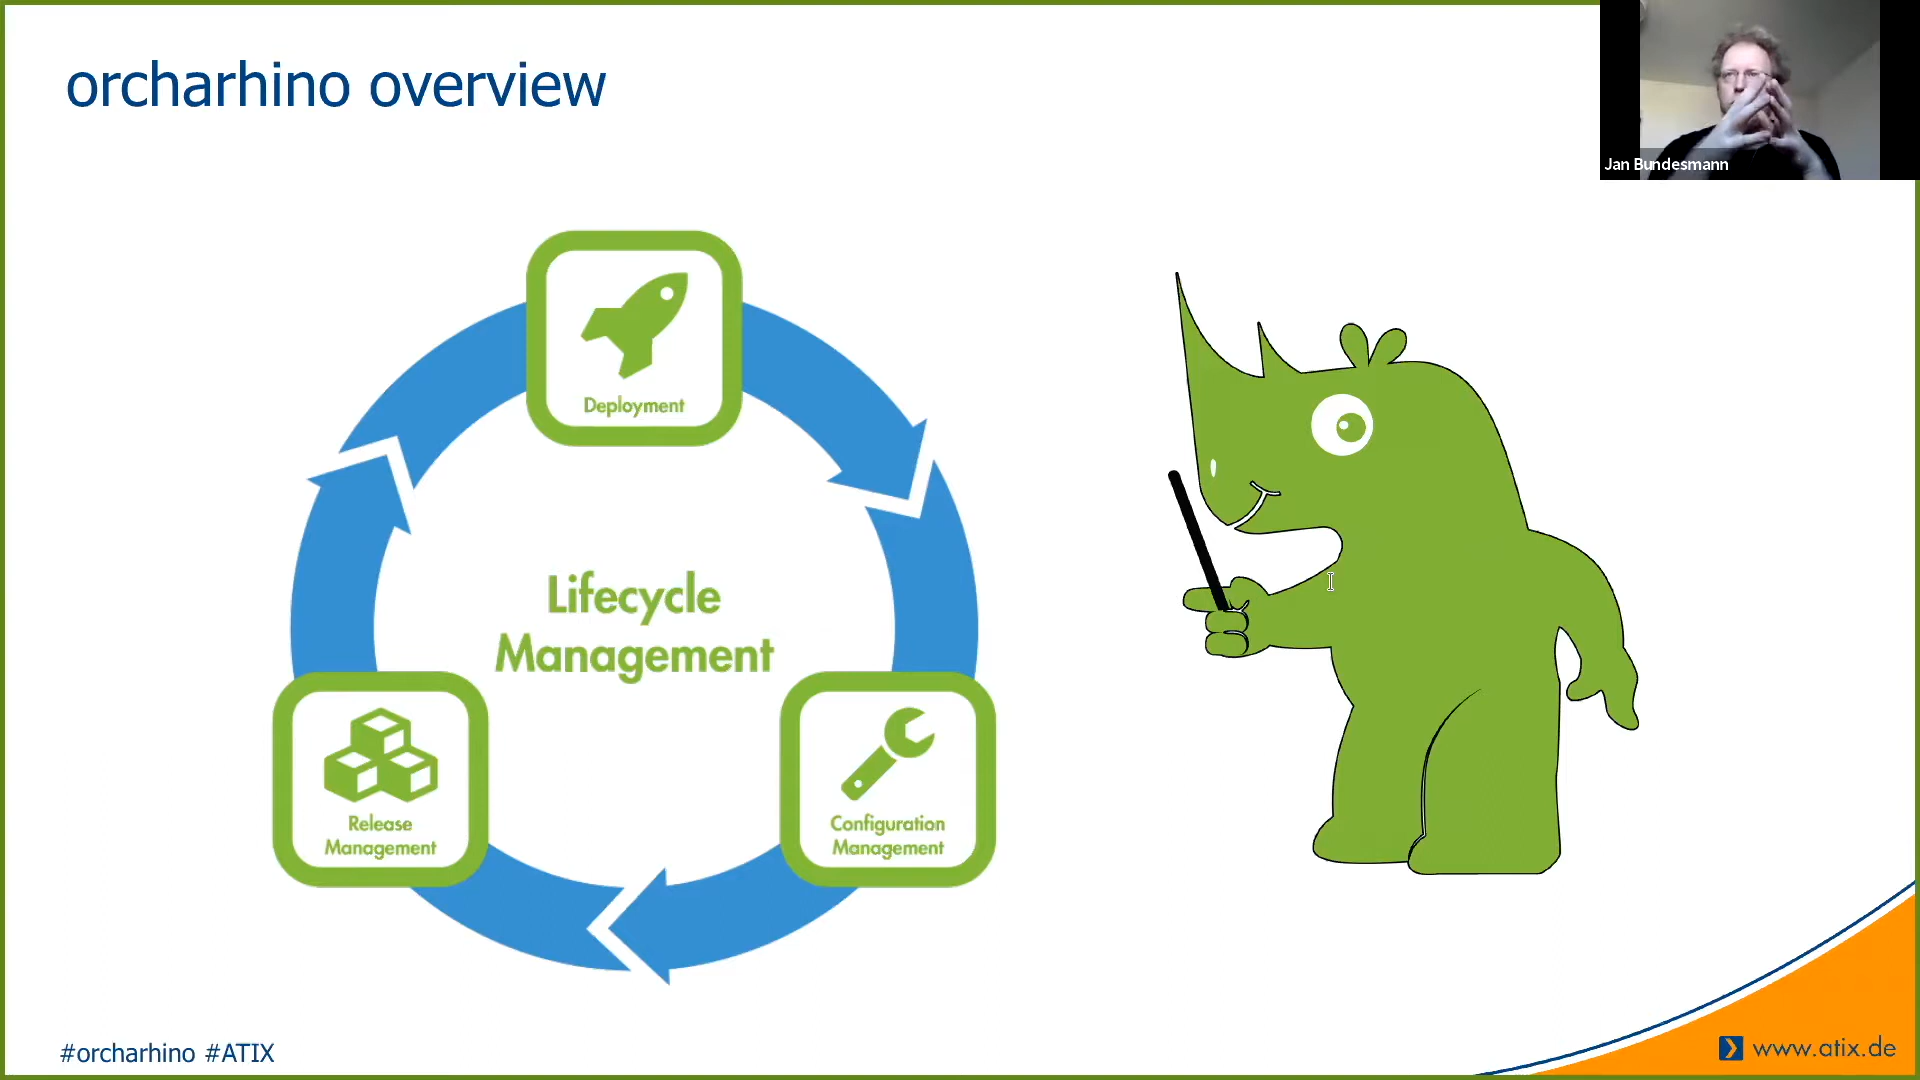 orcharhino overview
Jan Bundesmann
Deployment
Lifecycle
Management
Release
Management
Configuration
Management
#orcharhino #ATIX
www.atix.de